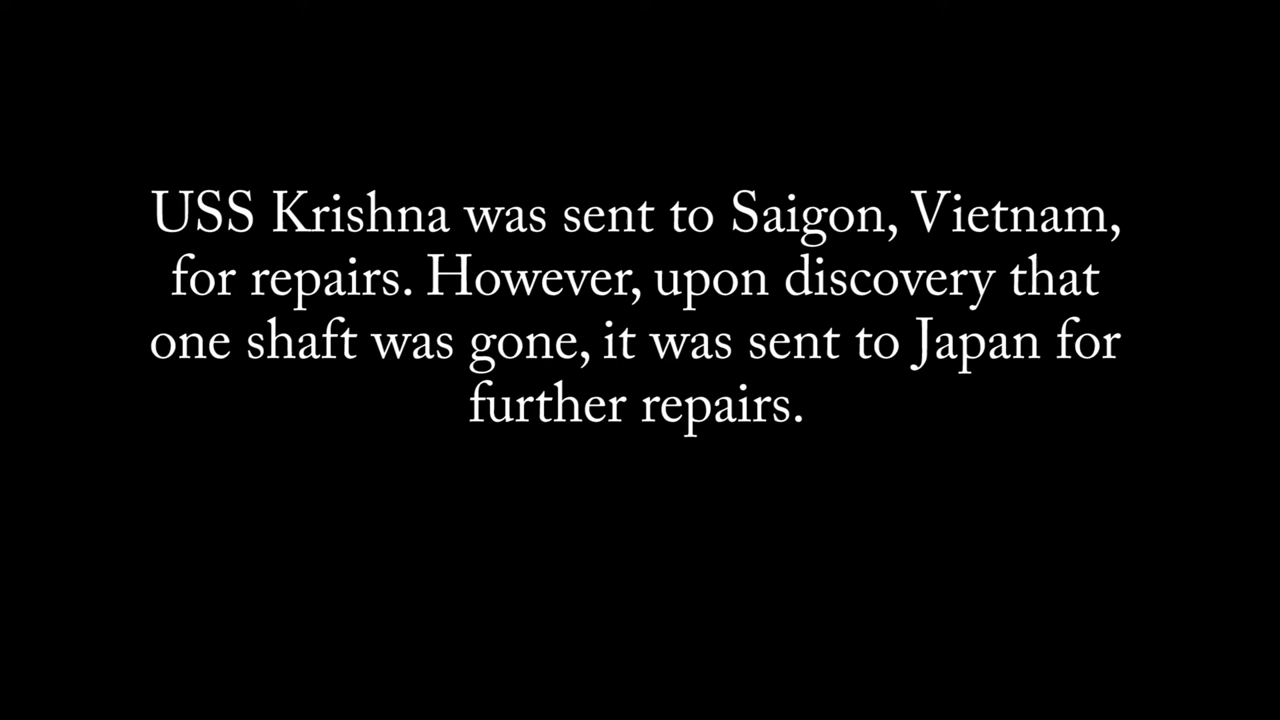 USS Krishna was sent to Saigon, Vietnam,
for repairs. However, upon discovery that
one shaft was gone, it was sent to Japan for
further repairs.